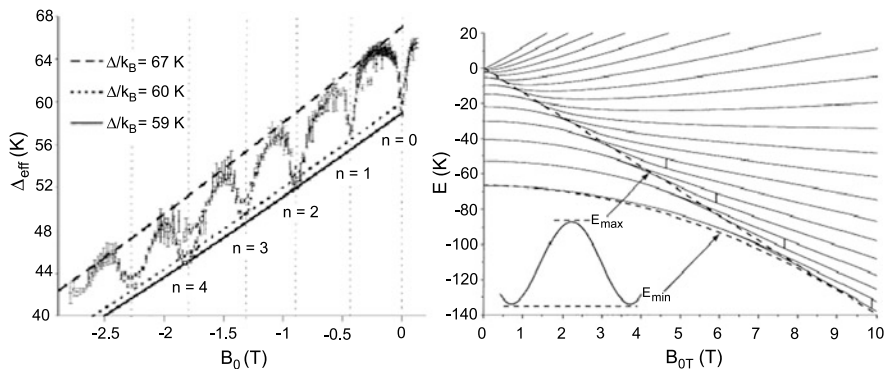 68
64
60
56
52
48
44
40
Δeff (K)
Δ/kB = 67 K
Δ/kB = 60 K
Δ/kB = 59 K
n = 0
n = 1
n = 2
n = 3
n = 4
-2.5
-2
-1.5
-1
-0.5
0
B0 (T)
20
0
-20
-40
-60
-80
-100
-120
-140
E (K)
Emax
Emin
0
1
2
3
4
5
6
7
8
9
10
B0T (T)